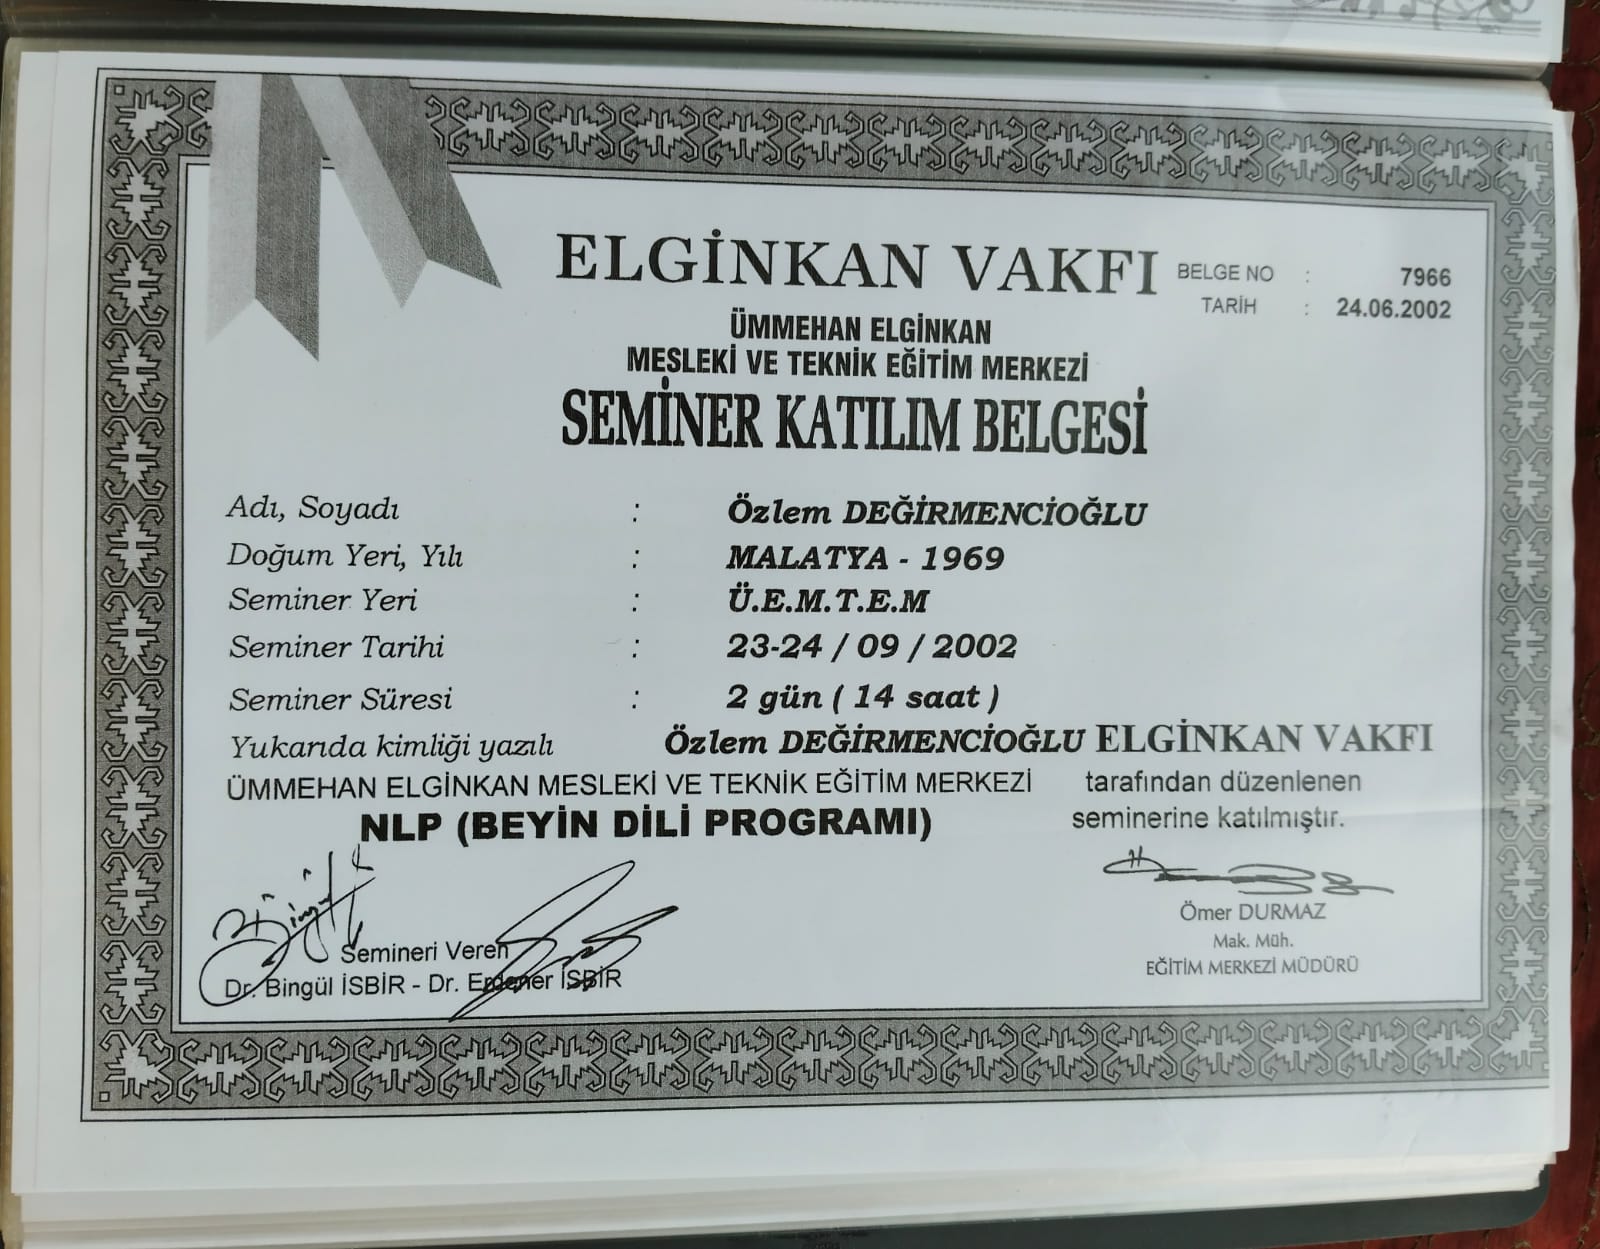 ELGİNKAN VAKFI
BELGE NO : 7966
TARİH : 24.06.2002
ÜMMEHAN ELGİNKAN
MESLEKİ VE TEKNİK EĞİTİM MERKEZİ
SEMİNER KATILIM BELGESİ
Adı, Soyadı : Özlem DEĞİRMENCİOĞLU
Doğum Yeri, Yılı : MALATYA - 1969
Seminer Yeri : Ü.E.M.T.E.M
Seminer Tarihi : 23-24 / 09 / 2002
Seminer Süresi : 2 gün ( 14 saat )
Yukarıda kimliği yazılı Özlem DEĞİRMENCİOĞLU ELGİNKAN VAKFI
ÜMMEHAN ELGİNKAN MESLEKİ VE TEKNİK EĞİTİM MERKEZİ tarafından düzenlenen
NLP (BEYİN DİLİ PROGRAMI) seminerine katılmıştır.
Semineri Veren
Dr. Bingül İSBİR - Dr. Erdener İSBİR
Ömer DURMAZ
Mak. Müh.
EĞİTİM MERKEZİ MÜDÜRÜ